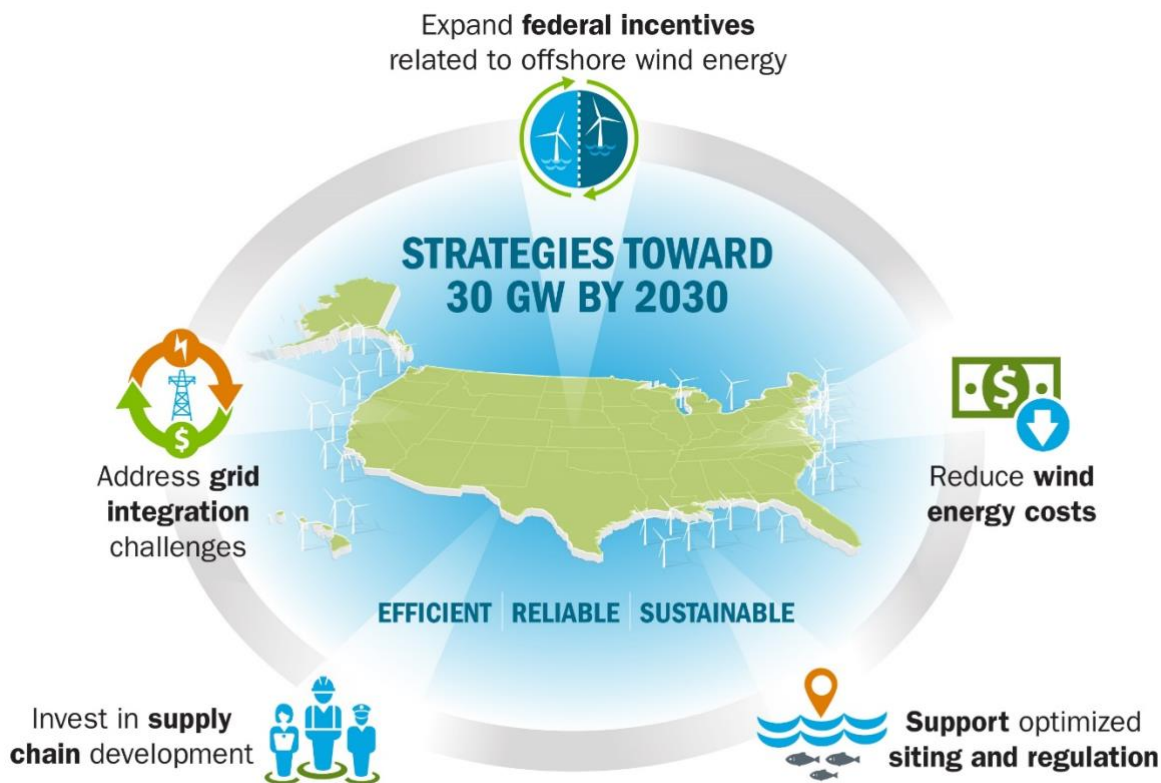 Expand federal incentives
related to offshore wind energy
STRATEGIES TOWARD
30 GW BY 2030
$
Address grid
integration
challenges
$
Reduce wind
energy costs
EFFICIENT | RELIABLE | SUSTAINABLE
Invest in supply
chain development
Support optimized
siting and regulation